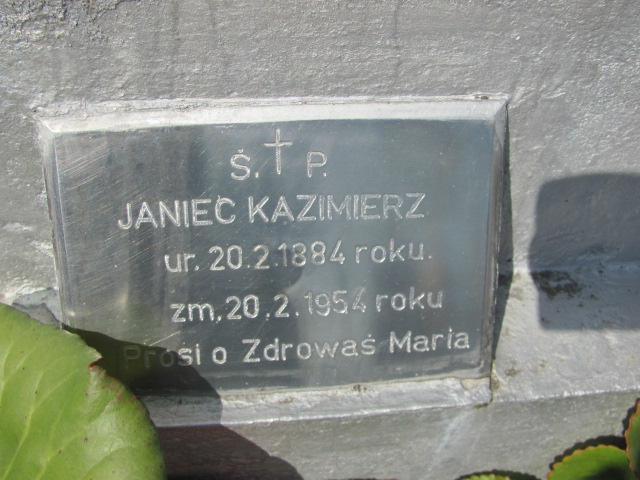 Ś.†P.
JANIEC KAZIMIERZ
ur. 20.2.1884 roku.
zm. 20.2.1954 roku
Prosi o Zdrowaś Maria